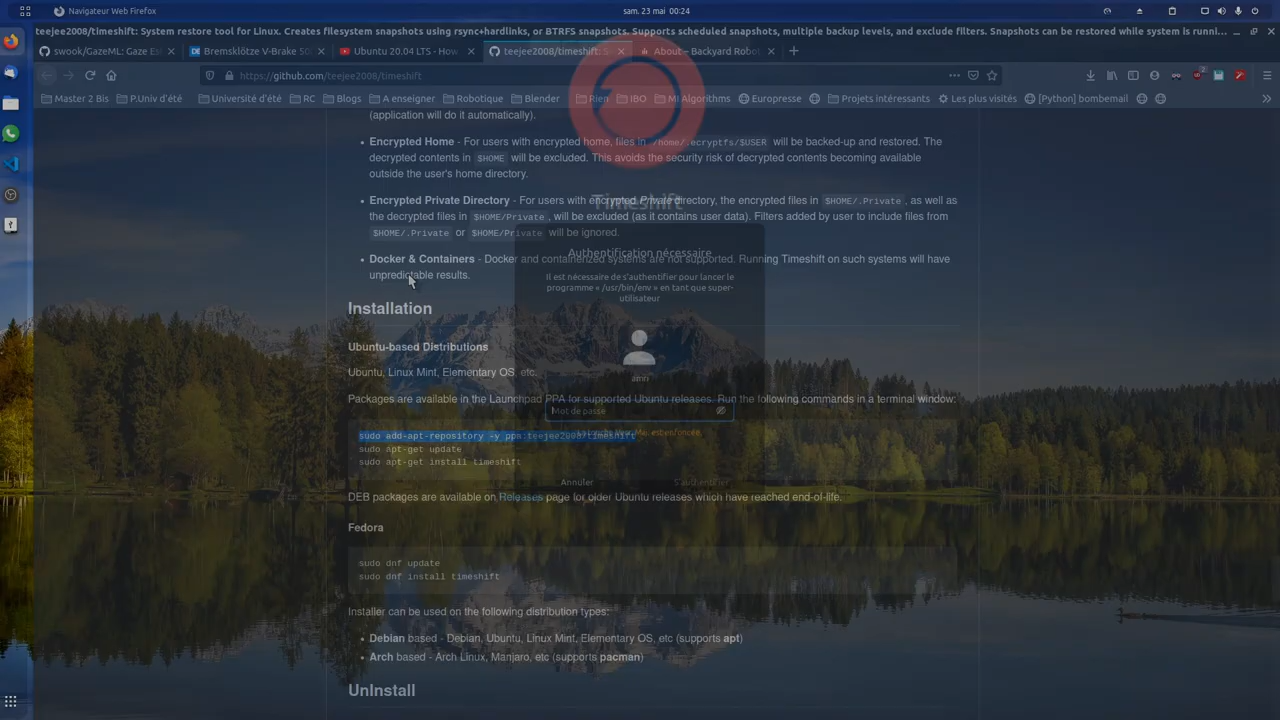 Navigateur Web Firefox
sam. 23 mai 00:24
teejee2008/timeshift: System restore tool for Linux. Creates filesystem snapshots using rsync+hardlinks, or BTRFS snapshots. Supports scheduled snapshots, multiple backup levels, and exclude filters. Snapshots can be restored while system is runni...
swook/GazeML: Gaze Es
Bremsklötze V-Brake 50
Ubuntu 20.04 LTS - How
teejee2008/timeshift: S
About – Backyard Robot
https://github.com/teejee2008/timeshift
Master 2 Bis
P.Univ d'été
Université d'été
RC
Blogs
A enseigner
Robotique
Blender
Rien
IBO
MI Algorithms
Europresse
Projets intéressants
Les plus visités
[Python] bombemail
(application will do it automatically).
Encrypted Home - For users with encrypted home, files in /home/.ecryptfs/$USER will be backed-up and restored. The
decrypted contents in $HOME will be excluded. This avoids the security risk of decrypted contents becoming available
outside the user's home directory.
Encrypted Private Directory - For users with encrypted Private directory, the encrypted files in $HOME/.Private, as well as
the decrypted files in $HOME/Private, will be excluded (as it contains user data). Filters added by user to include files from
$HOME/.Private or $HOME/Private will be ignored.
Docker & Containers - Docker and containerized systems are not supported. Running Timeshift on such systems will have
unpredictable results.
Timeshift
Authentification nécessaire
Il est nécessaire de s'authentifier pour lancer le
programme « /usr/bin/env » en tant que super-
utilisateur
Mot de passe
Annuler
S'authentifier
Installation
Ubuntu-based Distributions
Ubuntu, Linux Mint, Elementary OS, etc.
Packages are available in the Launchpad PPA for supported Ubuntu releases. Run the following commands in a terminal window:
sudo add-apt-repository -y ppa:teejee2008/timeshift
sudo apt-get update
sudo apt-get install timeshift
DEB packages are available on Releases page for older Ubuntu releases which have reached end-of-life.
Fedora
sudo dnf update
sudo dnf install timeshift
Installer can be used on the following distribution types:
Debian based - Debian, Ubuntu, Linux Mint, Elementary OS, etc (supports apt)
Arch based - Arch Linux, Manjaro, etc (supports pacman)
UnInstall